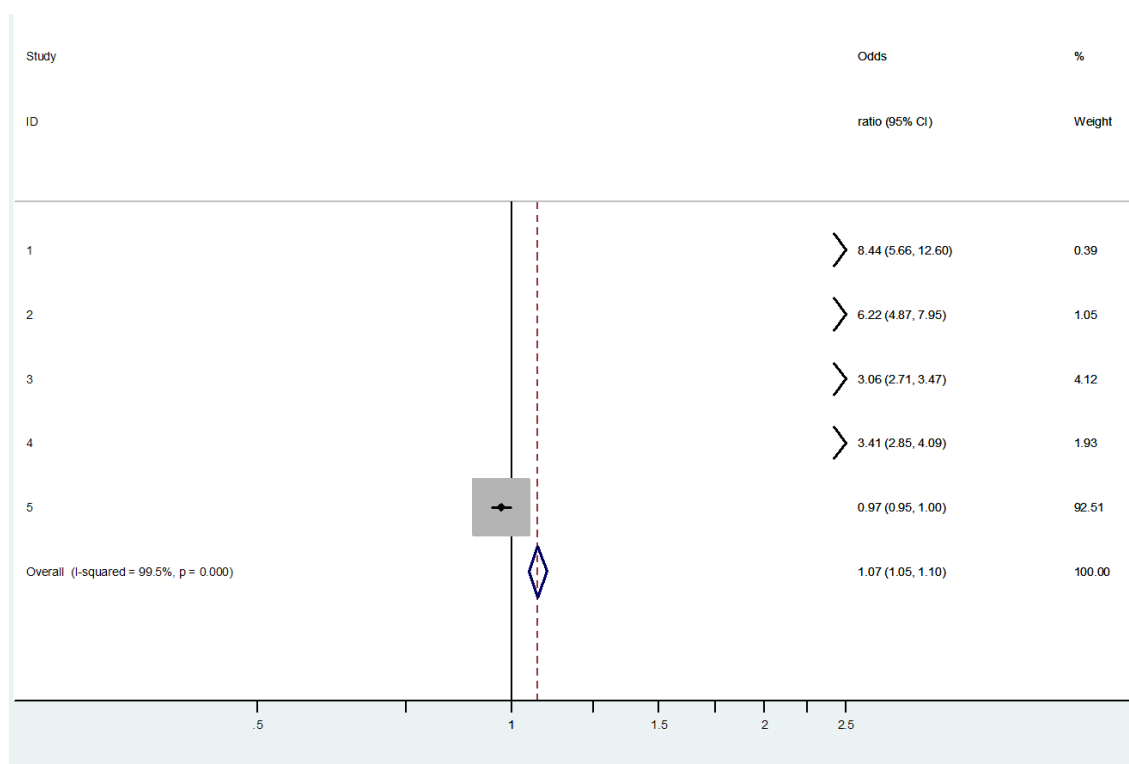 Study Odds %
ID ratio (95% CI) Weight
1 8.44 (5.66, 12.60) 0.39
2 6.22 (4.87, 7.95) 1.05
3 3.06 (2.71, 3.47) 4.12
4 3.41 (2.85, 4.09) 1.93
5 0.97 (0.95, 1.00) 92.51
Overall (I-squared = 99.5%, p = 0.000) 1.07 (1.05, 1.10) 100.00
.5 1 1.5 2 2.5